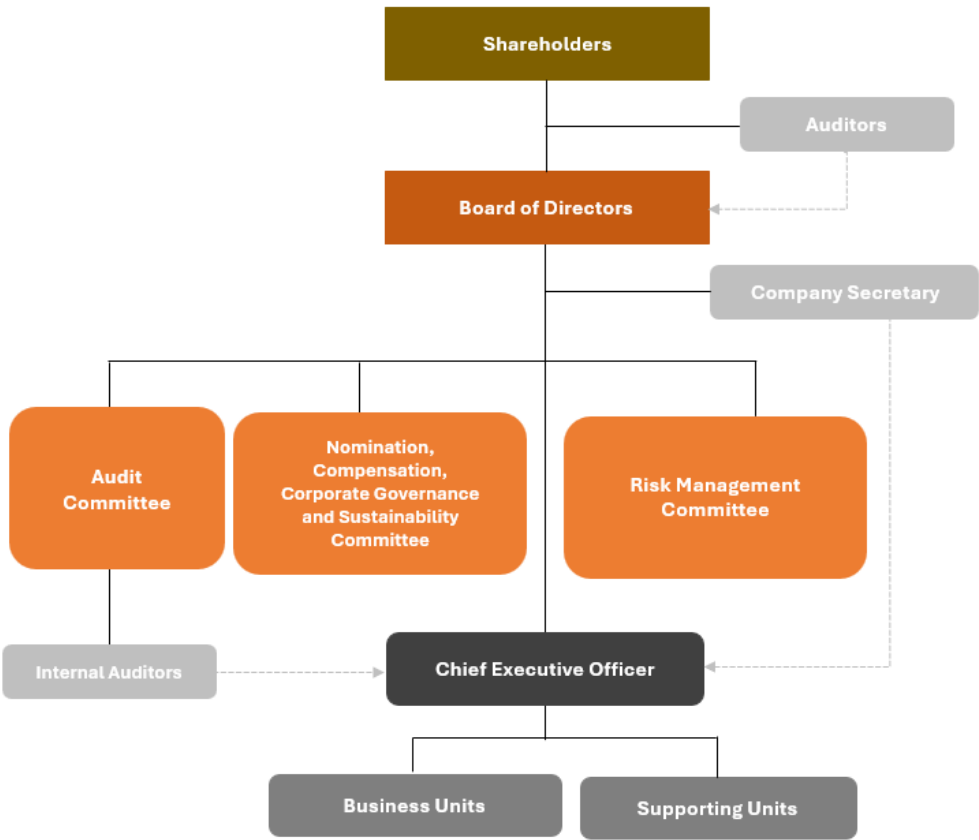 Shareholders
Auditors
Board of Directors
Company Secretary
Audit
Committee
Nomination,
Compensation,
Corporate Governance
and Sustainability
Committee
Risk Management
Committee
Internal Auditors
Chief Executive Officer
Business Units
Supporting Units